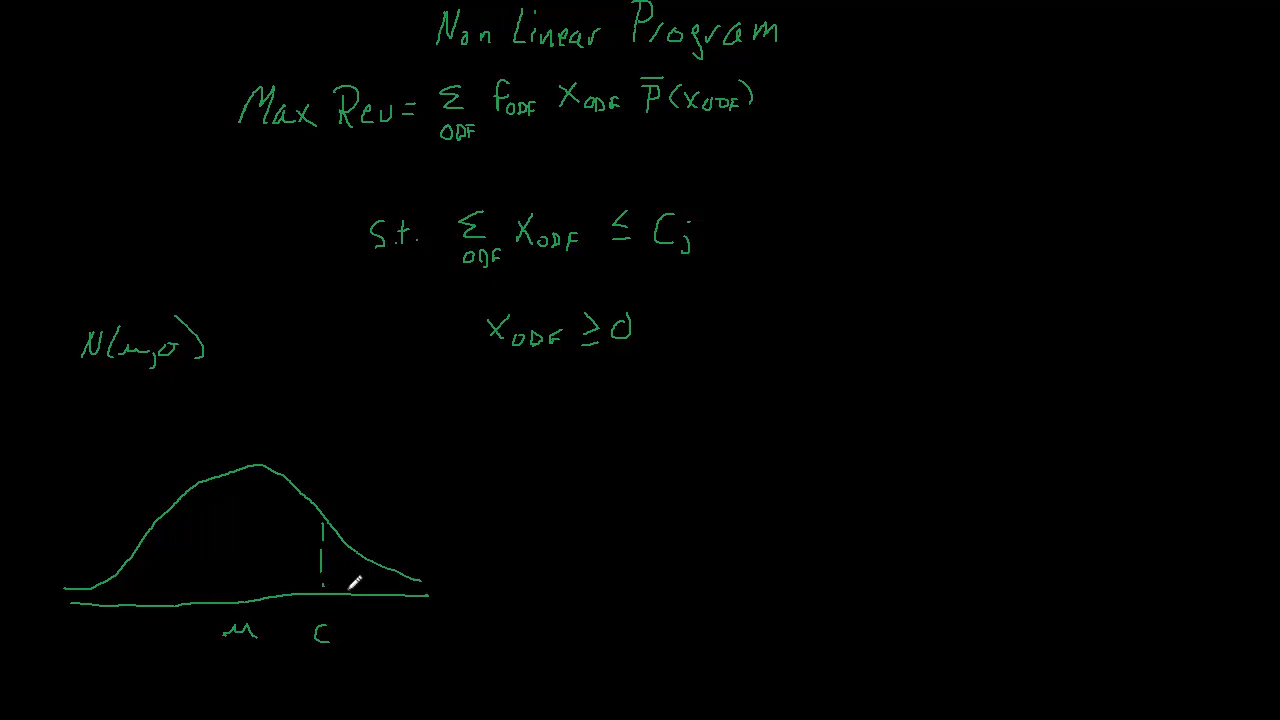 Non Linear Program
Max Rev = Σ f_ODF X_ODF P̅(X_ODF)
ODF
s.t. Σ X_ODF ≤ C_j
ODF
X_ODF ≥ 0
N(μ,σ)
μ C